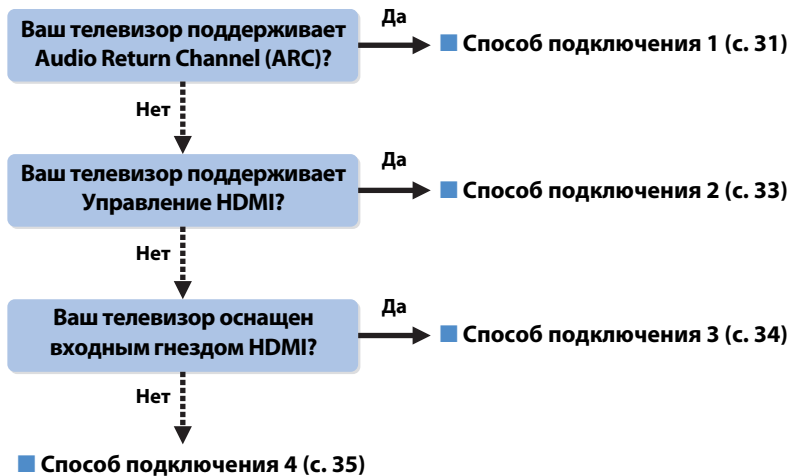 Ваш телевизор поддерживает
Audio Return Channel (ARC)?
Да
■ Способ подключения 1 (с. 31)
Нет
Ваш телевизор поддерживает
Управление HDMI?
Да
■ Способ подключения 2 (с. 33)
Нет
Ваш телевизор оснащен
входным гнездом HDMI?
Да
■ Способ подключения 3 (с. 34)
Нет
■ Способ подключения 4 (с. 35)